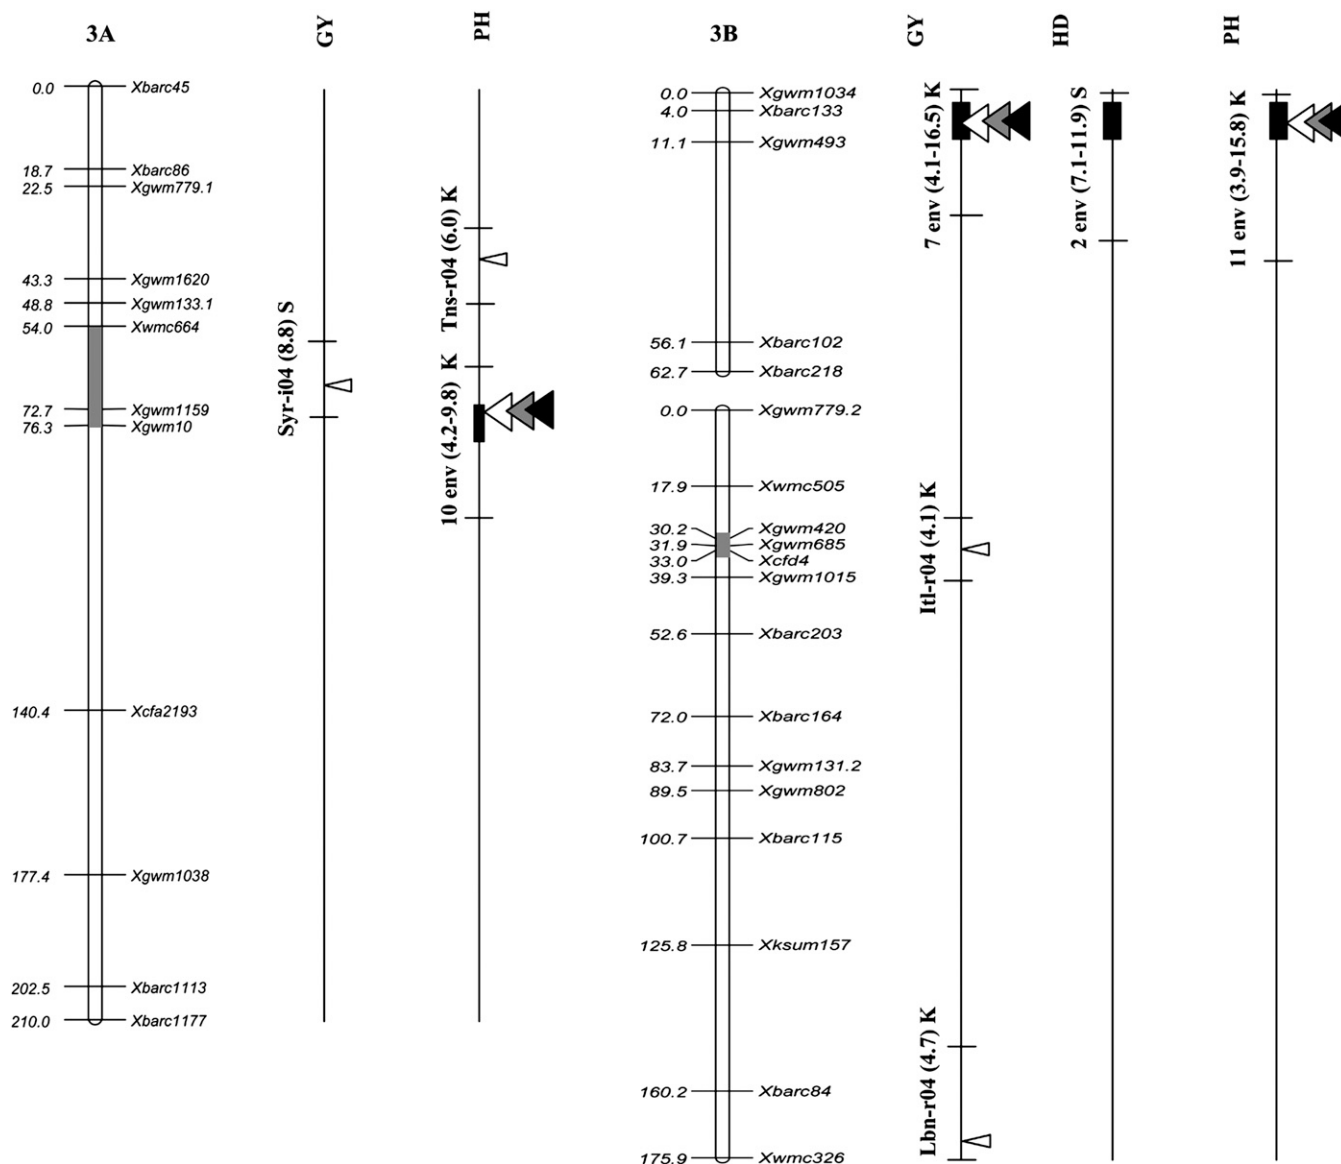 3A
GY
PH
3B
GY
HD
PH
0.0 Xbarc45
18.7 Xbarc86
22.5 Xgwm779.1
43.3 Xgwm1620
48.8 Xgwm133.1
54.0 Xwmc664
72.7 Xgwm1159
76.3 Xgwm10
140.4 Xcfa2193
177.4 Xgwm1038
202.5 Xbarc1113
210.0 Xbarc1177
Syr-i04 (8.8) S
Tns-r04 (6.0) K
10 env (4.2-9.8) K
0.0 Xgwm1034
4.0 Xbarc133
11.1 Xgwm493
56.1 Xbarc102
62.7 Xbarc218
0.0 Xgwm779.2
17.9 Xwmc505
30.2 Xgwm420
31.9 Xgwm685
33.0 Xcfd4
39.3 Xgwm1015
52.6 Xbarc203
72.0 Xbarc164
83.7 Xgwm131.2
89.5 Xgwm802
100.7 Xbarc115
125.8 Xksum157
160.2 Xbarc84
175.9 Xwmc326
7 env (4.1-16.5) K
Itl-r04 (4.1) K
Lbn-r04 (4.7) K
2 env (7.1-11.9) S
11 env (3.9-15.8) K